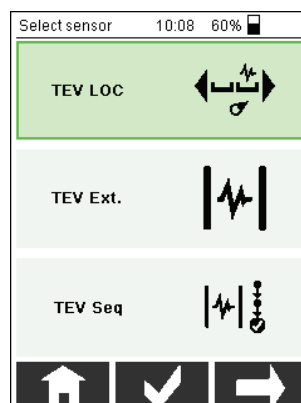 Select sensor 10:08 60%
TEV LOC
TEV Ext.
TEV Seq